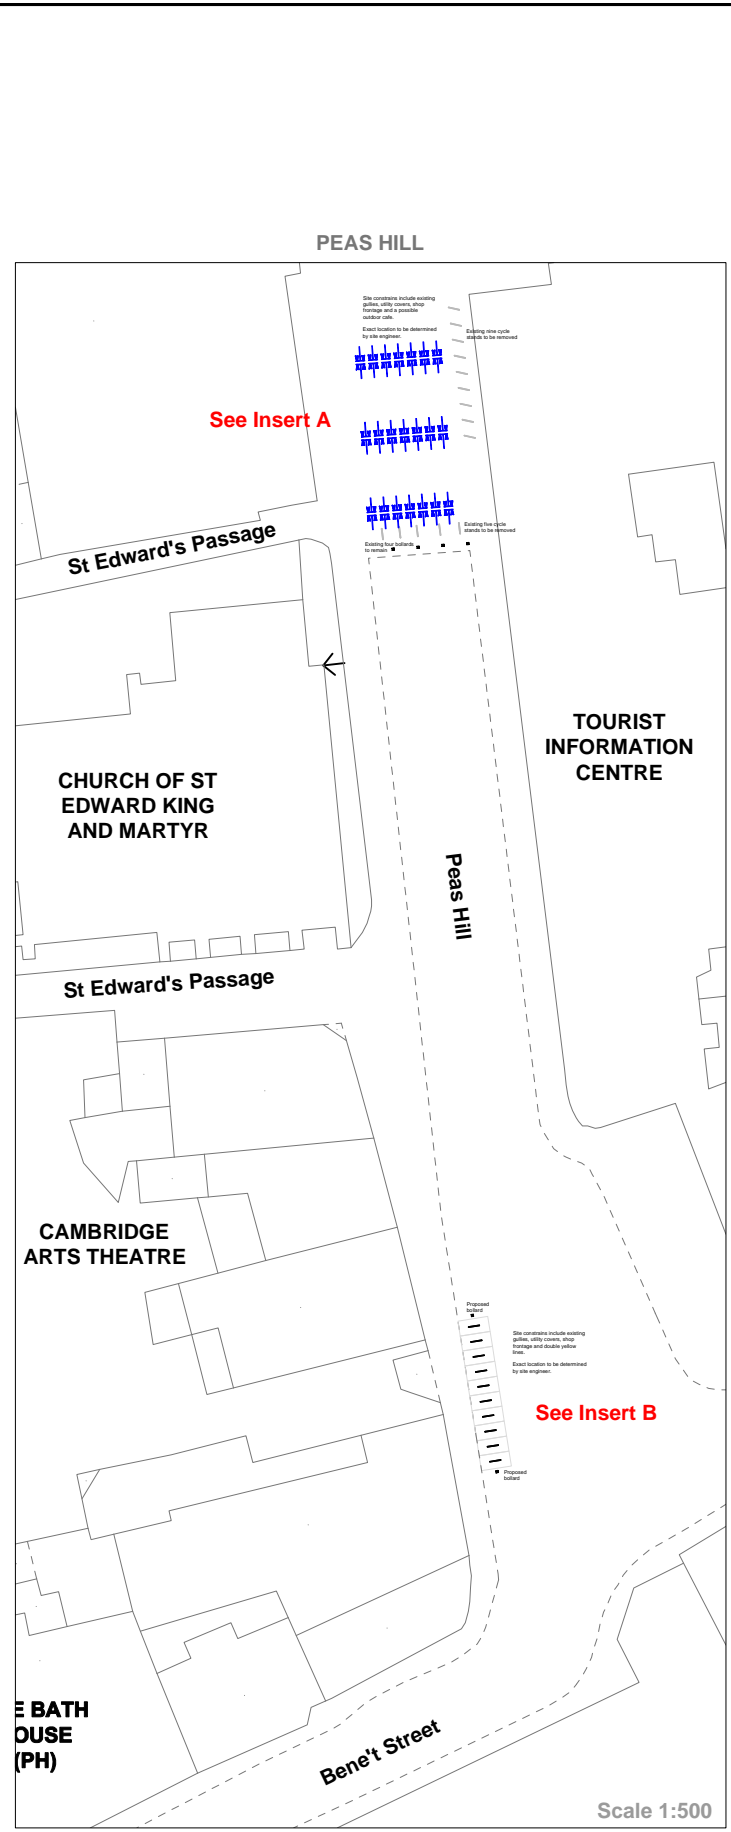 PEAS HILL
Site constrains include existing
gullies, utility covers, shop
frontage and a possible
outdoor cafe.
Exact location to be determined
by site engineer.
Existing nine cycle
stands to be removed
See Insert A
Existing five cycle
stands to be removed
Existing four bollards
to remain
St Edward's Passage
CHURCH OF ST
EDWARD KING
AND MARTYR
TOURIST
INFORMATION
CENTRE
Peas Hill
St Edward's Passage
CAMBRIDGE
ARTS THEATRE
Proposed
bollard
Site constrains include existing
gullies, utility covers, shop
frontage and double yellow
lines.
Exact location to be determined
by site engineer.
See Insert B
Proposed
bollard
E BATH
OUSE
(PH)
Bene't Street
Scale 1:500